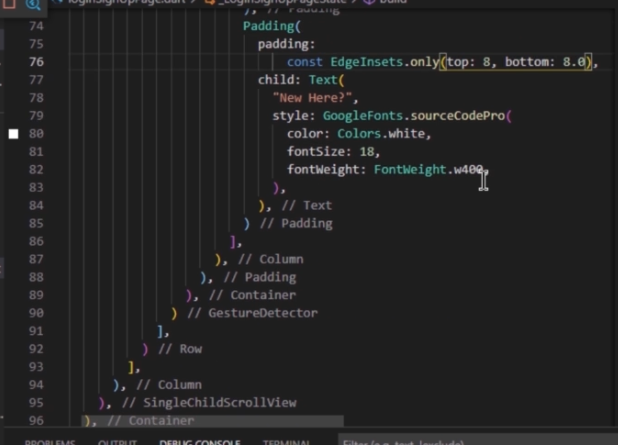 loginSignupPage.dart > _LoginSignupPageState > build
), // Padding
74 Padding(
75 padding:
76 const EdgeInsets.only(top: 8, bottom: 8.0),
77 child: Text(
78 "New Here?",
79 style: GoogleFonts.sourceCodePro(
80 color: Colors.white,
81 fontSize: 18,
82 fontWeight: FontWeight.w400,
83 ),
84 ), // Text
85 ) // Padding
86 ],
87 ), // Column
88 ), // Padding
89 ), // Container
90 ) // GestureDetector
91 ],
92 ) // Row
93 ],
94 ), // Column
95 ), // SingleChildScrollView
96 ), // Container
PROBLEMS OUTPUT DEBUG CONSOLE TERMINAL Filter (e.g. text, !exclude)